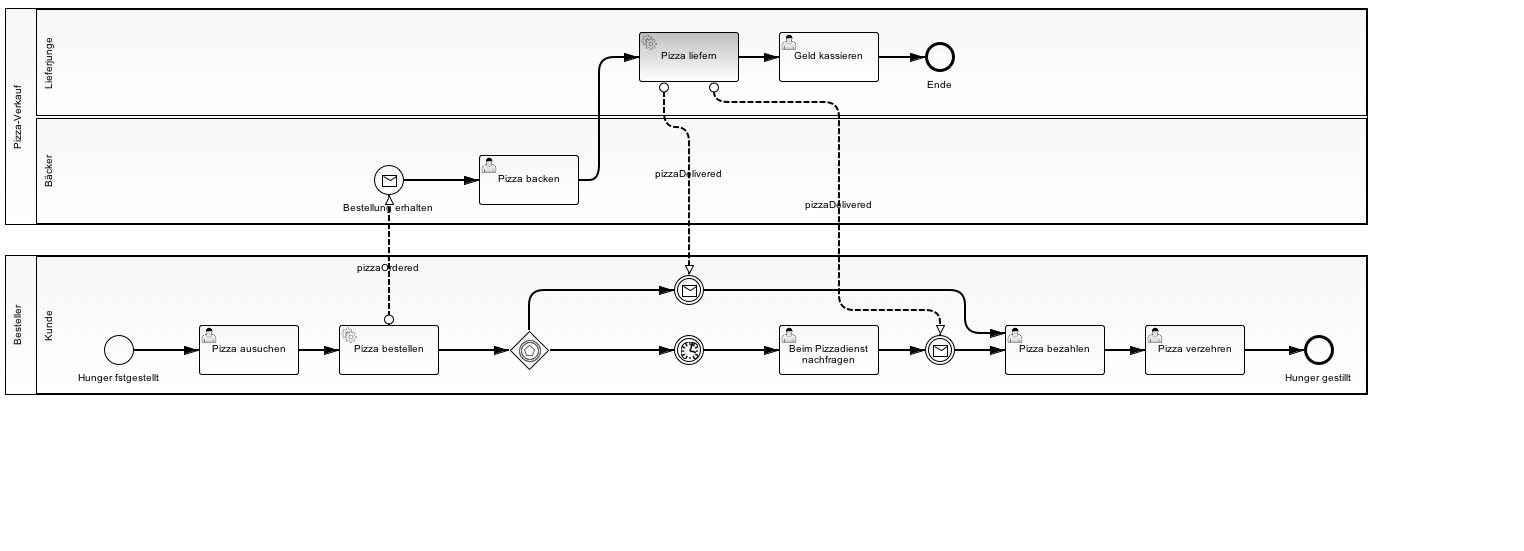 Pizza-Verkauf
Lieferjunge
Pizza liefern
Geld kassieren
Ende
Bäcker
Pizza backen
Bestellung erhalten
pizzaDelivered
pizzaDelivered
pizzaOrdered
Besteller
Kunde
Hunger fstgestellt
Pizza ausuchen
Pizza bestellen
Beim Pizzadienst
nachfragen
Pizza bezahlen
Pizza verzehren
Hunger gestillt